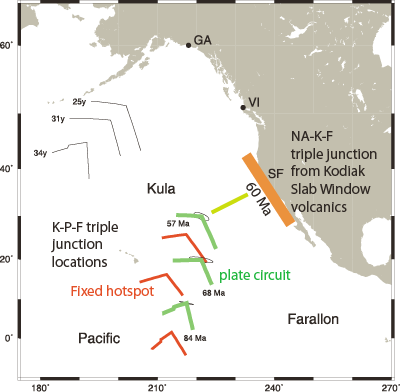 60˚
GA
VI
25y
31y
34y
40˚
NA-K-F
triple Junction
from Kodiak
Slab Window
volcanics
SF
60 Ma
Kula
57 Ma
K-P-F triple
junction
locations
20˚
plate circuit
Fixed hotspot
68 Ma
Farallon
84 Ma
Pacific
0˚
180˚
210˚
240˚
270˚